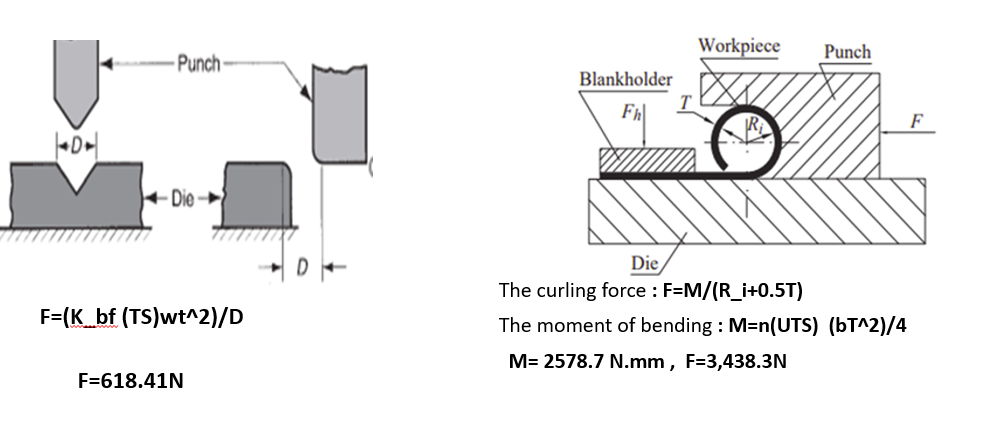 Punch
D
Die
D
F=(K_bf (TS)wt^2)/D
F=618.41N
Workpiece
Punch
Blankholder
Fh
T
Ri
F
Die
The curling force : F=M/(R_i+0.5T)
The moment of bending : M=n(UTS) (bT^2)/4
M= 2578.7 N.mm , F=3,438.3N